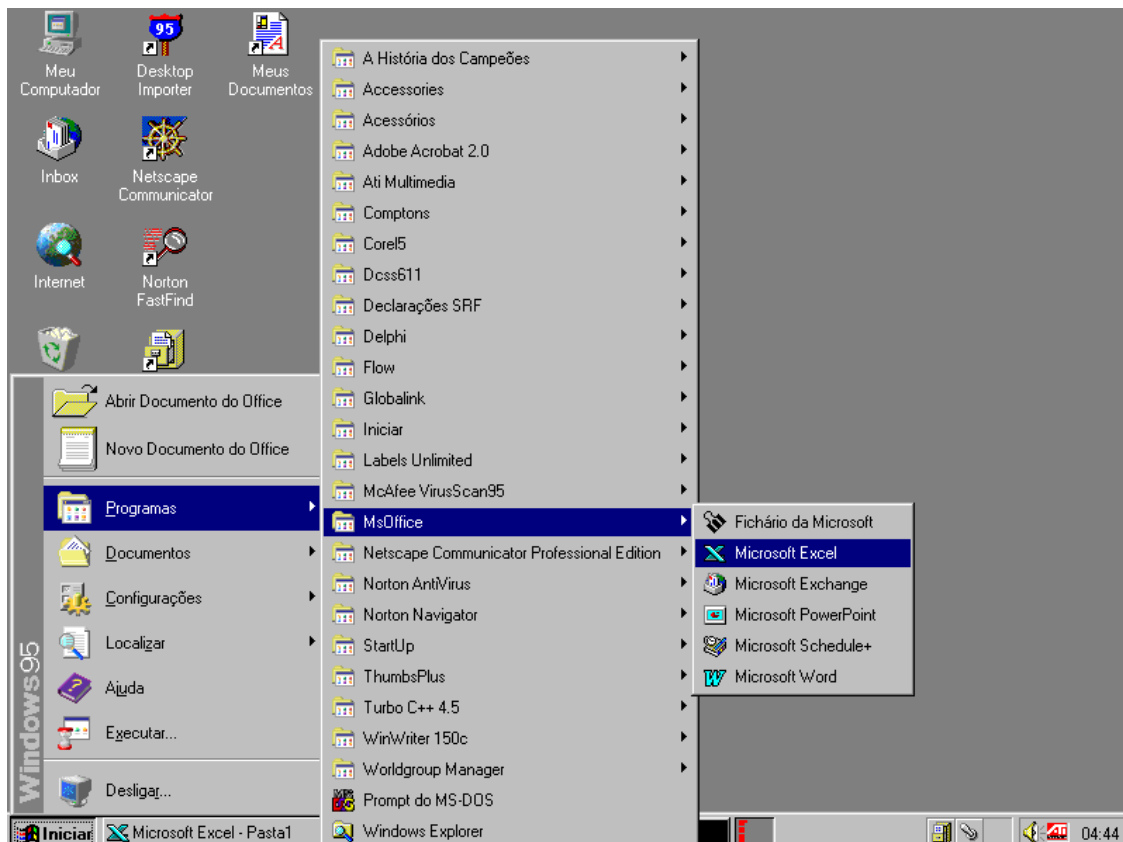 Meu
Computador
95
Desktop
Importer
Meus
Documentos
Inbox
Netscape
Communicator
Internet
Norton
FastFind
Abrir Documento do Office
Novo Documento do Office
Programas
Documentos
Configurações
Localizar
Ajuda
Executar...
Desligar...
Windows95
A História dos Campeões
Accessories
Acessórios
Adobe Acrobat 2.0
Ati Multimedia
Comptons
Corel5
Dcss611
Declarações SRF
Delphi
Flow
Globalink
Iniciar
Labels Unlimited
McAfee VirusScan95
MsOffice
Netscape Communicator Professional Edition
Norton AntiVirus
Norton Navigator
StartUp
ThumbsPlus
Turbo C++ 4.5
WinWriter 150c
Worldgroup Manager
Prompt do MS-DOS
Windows Explorer
Fichário da Microsoft
Microsoft Excel
Microsoft Exchange
Microsoft PowerPoint
Microsoft Schedule+
Microsoft Word
Iniciar
Microsoft Excel - Pasta1
04:44